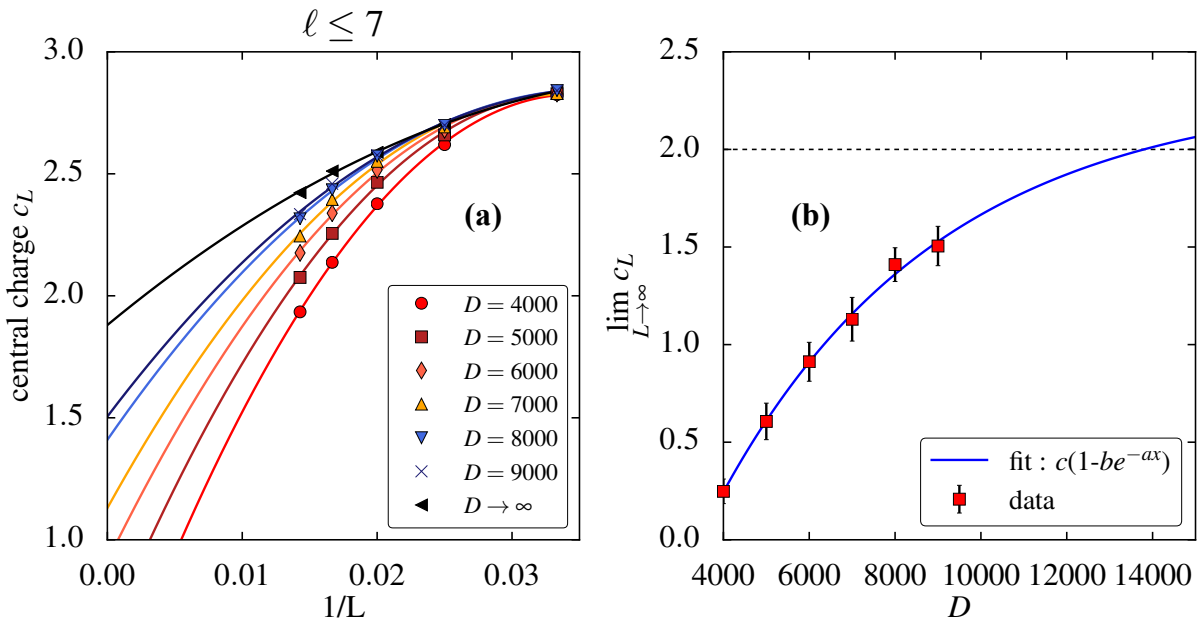 ℓ ≤ 7
central charge c_L
3.0
2.5
2.0
1.5
1.0
(a)
D = 4000
D = 5000
D = 6000
D = 7000
D = 8000
D = 9000
D → ∞
0.00 0.01 0.02 0.03
1/L
lim c_L
L→∞
2.5
2.0
1.5
1.0
0.5
0.0
(b)
fit : c(1-be^{-ax})
data
4000 6000 8000 10000 12000 14000
D